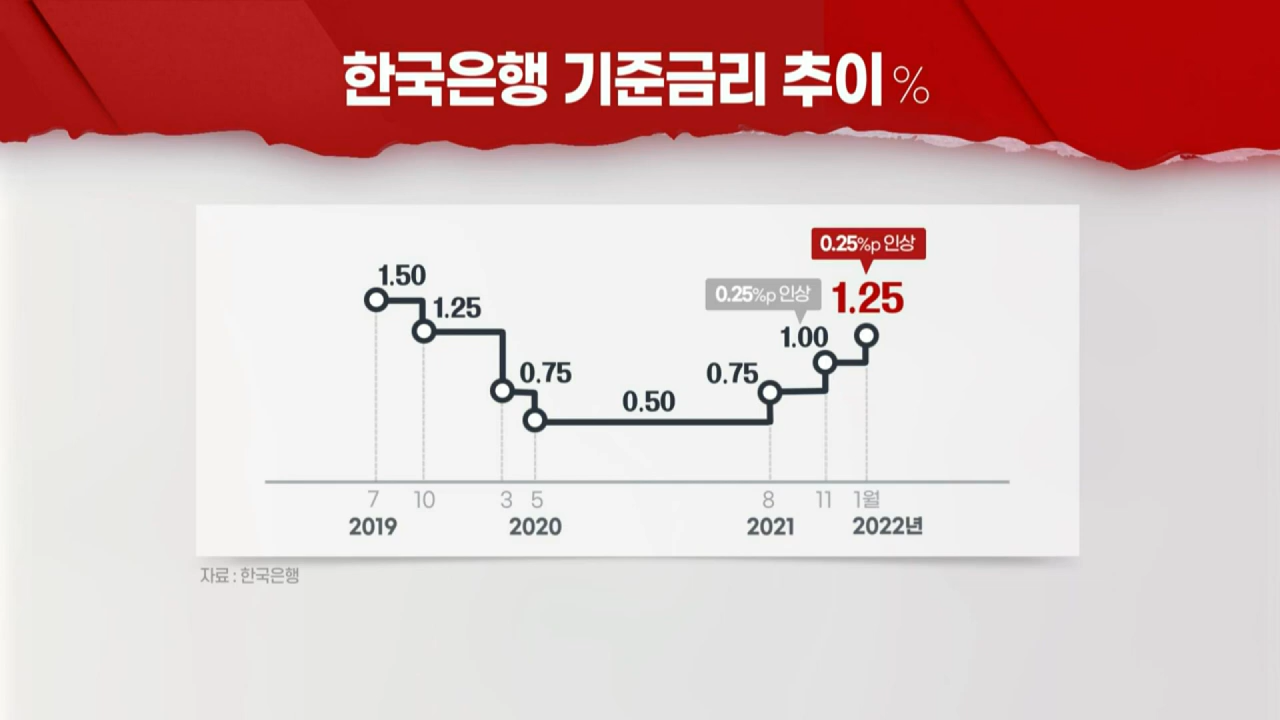 한국은행 기준금리 추이 %
0.25%p 인상
1.50
0.25%p 인상
1.25
1.25
1.00
0.75
0.75
0.50
7 10 3 5 8 11 1월
2019 2020 2021 2022년
자료 : 한국은행